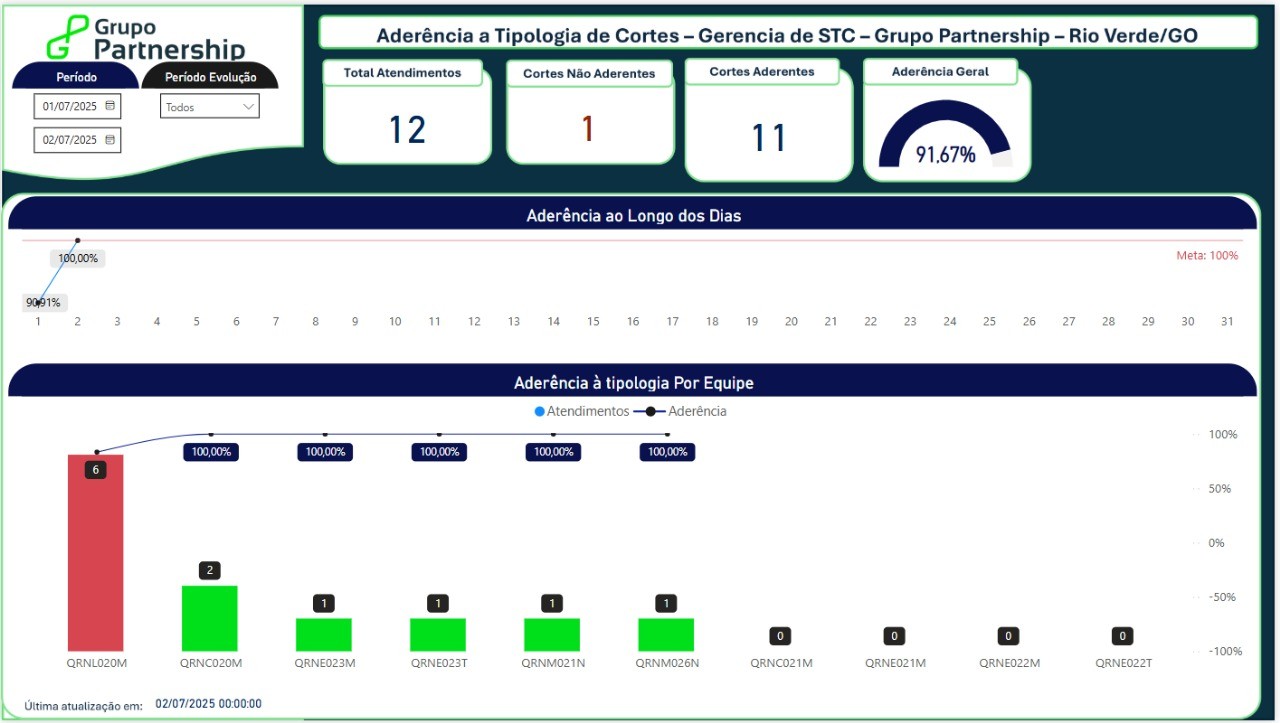 Grupo
Partnership
Aderência a Tipologia de Cortes – Gerencia de STC – Grupo Partnership – Rio Verde/GO
Período
Período Evolução
01/07/2025
Todos
02/07/2025
Total Atendimentos
12
Cortes Não Aderentes
1
Cortes Aderentes
11
Aderência Geral
91,67%
Aderência ao Longo dos Dias
Meta: 100%
100,00%
90,91%
1 2 3 4 5 6 7 8 9 10 11 12 13 14 15 16 17 18 19 20 21 22 23 24 25 26 27 28 29 30 31
Aderência à tipologia Por Equipe
Atendimentos Aderência
100%
50%
0%
-50%
-100%
100,00% 100,00% 100,00% 100,00% 100,00%
6 2 1 1 1 1 0 0 0 0
QRNL020M QRNC020M QRNE023M QRNE023T QRNM021N QRNM026N QRNC021M QRNE021M QRNE022M QRNE022T
Última atualização em: 02/07/2025 00:00:00